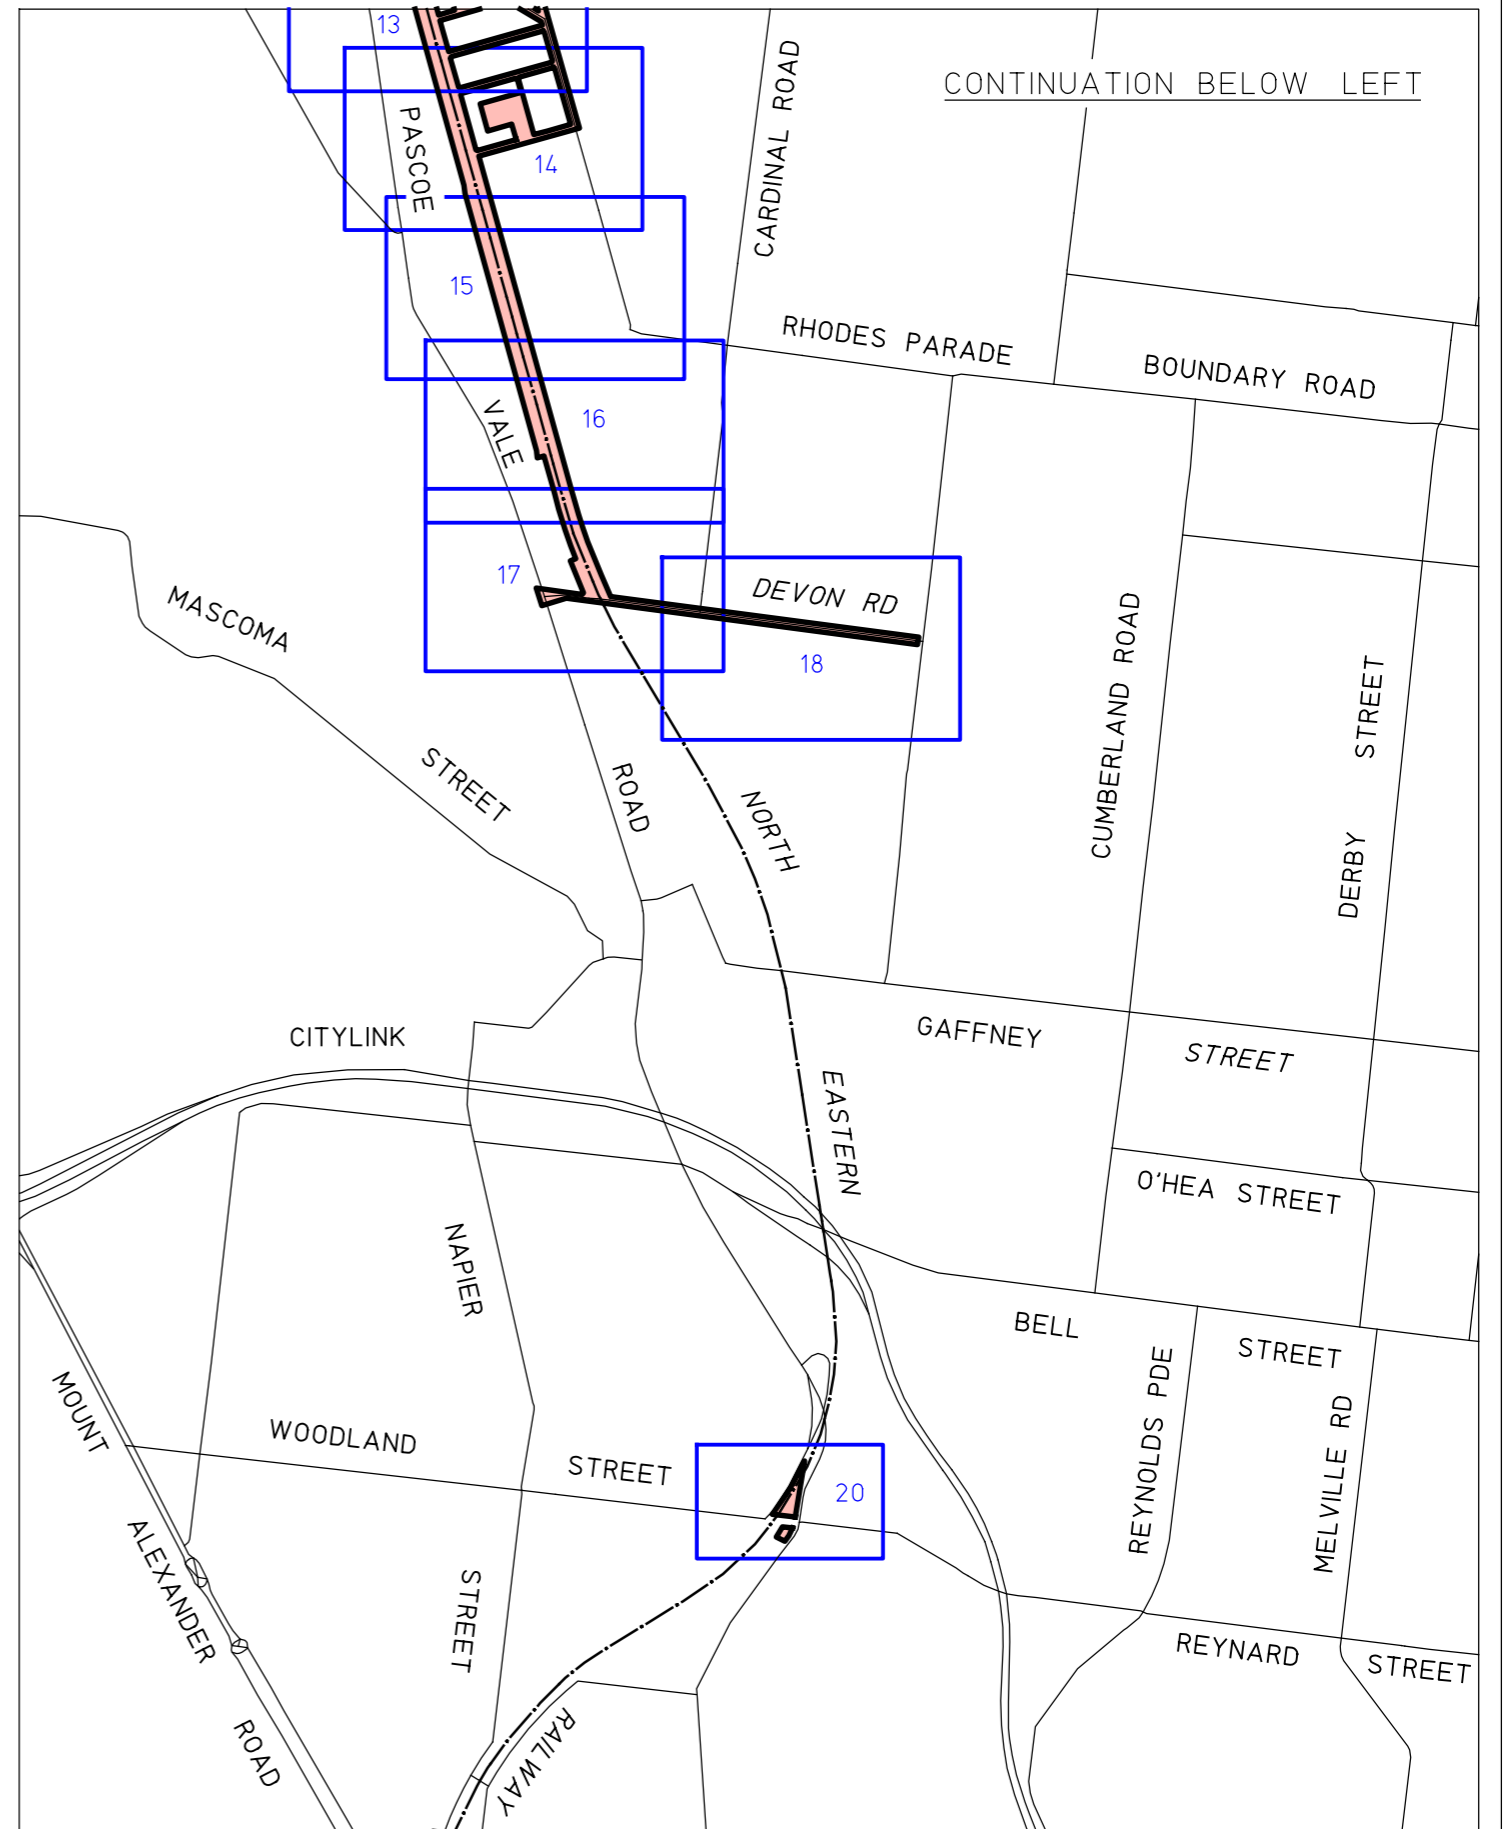 13
CONTINUATION BELOW LEFT
PASCOE
CARDINAL ROAD
14
15
RHODES PARADE
BOUNDARY ROAD
VALE
16
17
DEVON RD
18
MASCOMA
CUMBERLAND ROAD
DERBY STREET
STREET
ROAD
NORTH
CITYLINK
GAFFNEY
STREET
EASTERN
O'HEA STREET
NAPIER
BELL
STREET
MOUNT
REYNOLDS PDE
MELVILLE RD
WOODLAND
STREET
20
ALEXANDER
STREET
REYNARD
STREET
ROAD
RAILWAY